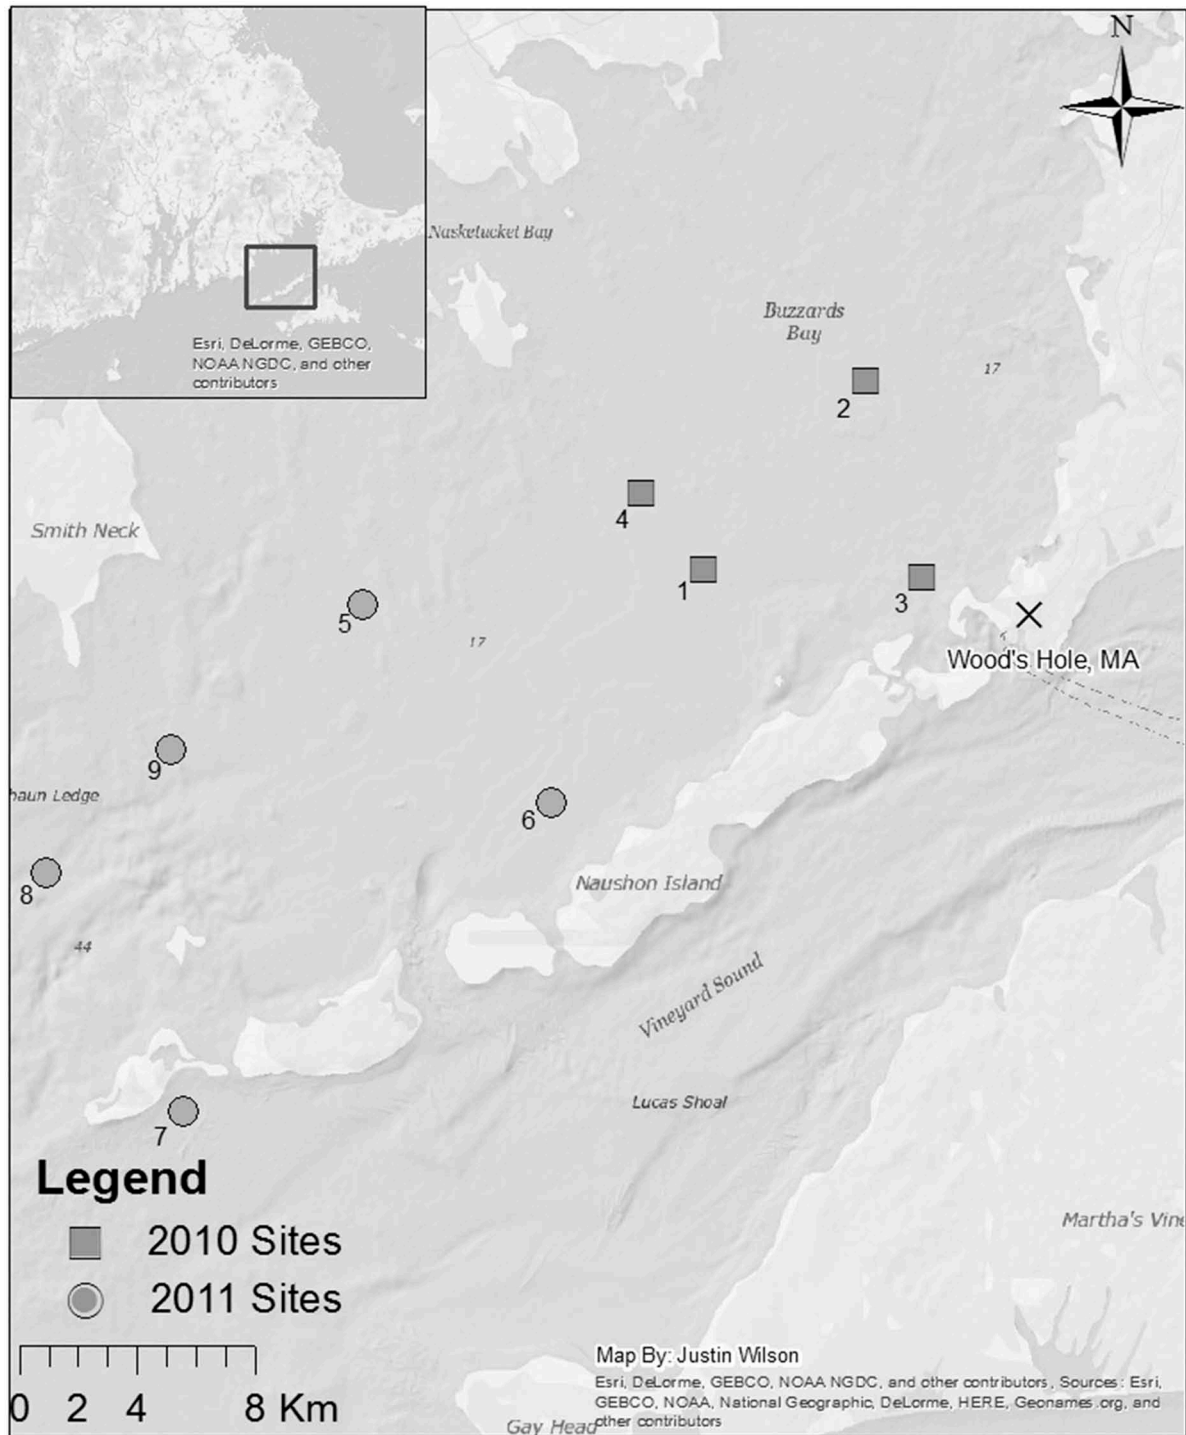 N
Nasketucket Bay
Buzzards
Bay
Esri, DeLorme, GEBCO,
NOAA NGDC, and other
contributors
17
2
4
Smith Neck
1
3
5
17
Wood's Hole, MA
9
haun Ledge
6
8
Naushon Island
44
Vineyard Sound
Lucas Shoal
7
Legend
2010 Sites
2011 Sites
Martha's Vine
0 2 4 8 Km
Map By: Justin Wilson
Esri, DeLorme, GEBCO, NOAA NGDC, and other contributors, Sources: Esri,
GEBCO, NOAA, National Geographic, DeLorme, HERE, Geonames.org, and
other contributors
Gay Head